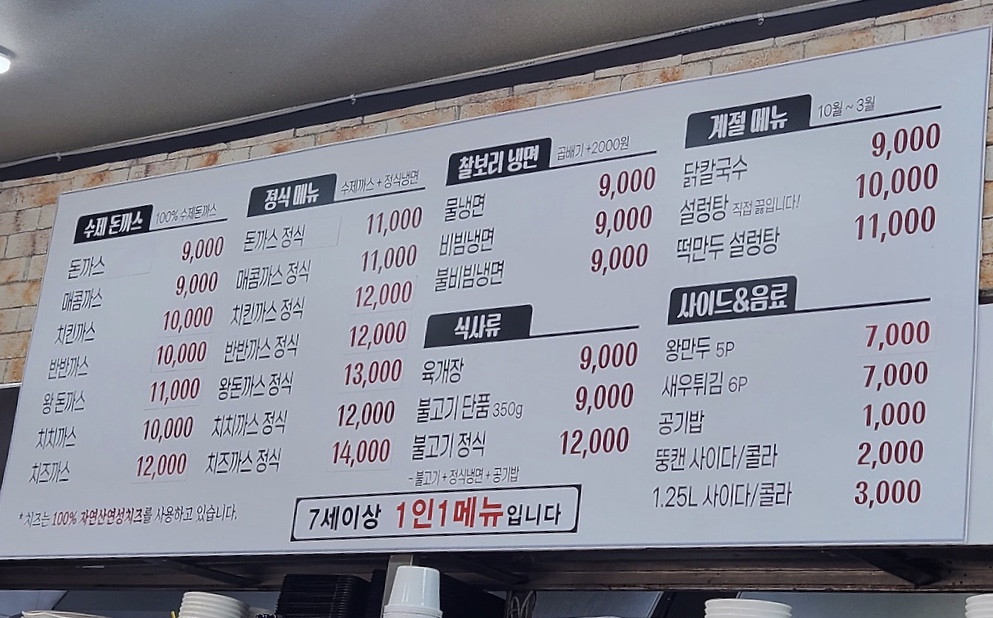 수제 돈까스 100% 수제돈까스
돈까스 9,000
매콤까스 9,000
치킨까스 10,000
반반까스 10,000
왕 돈까스 11,000
치치까스 10,000
치즈까스 12,000
*치즈는 100% 자연산연성치즈를 사용하고 있습니다.
정식 메뉴 수제까스 + 정식냉면
돈까스 정식 11,000
매콤까스 정식 11,000
치킨까스 정식 12,000
반반까스 정식 12,000
왕돈까스 정식 13,000
치치까스 정식 12,000
치즈까스 정식 14,000
찰보리 냉면 곱배기 +2000원
물냉면 9,000
비빔냉면 9,000
불비빔냉면 9,000
식사류
육개장 9,000
불고기 단품 350g 9,000
불고기 정식 12,000
- 불고기 + 정식냉면 + 공기밥
계절 메뉴 10월 ~ 3월
닭칼국수 9,000
설렁탕 직접 끓입니다! 10,000
떡만두 설렁탕 11,000
사이드&음료
왕만두 5P 7,000
새우튀김 6P 7,000
공기밥 1,000
뚱캔 사이다/콜라 2,000
1.25L 사이다/콜라 3,000
7세이상 1인1메뉴입니다